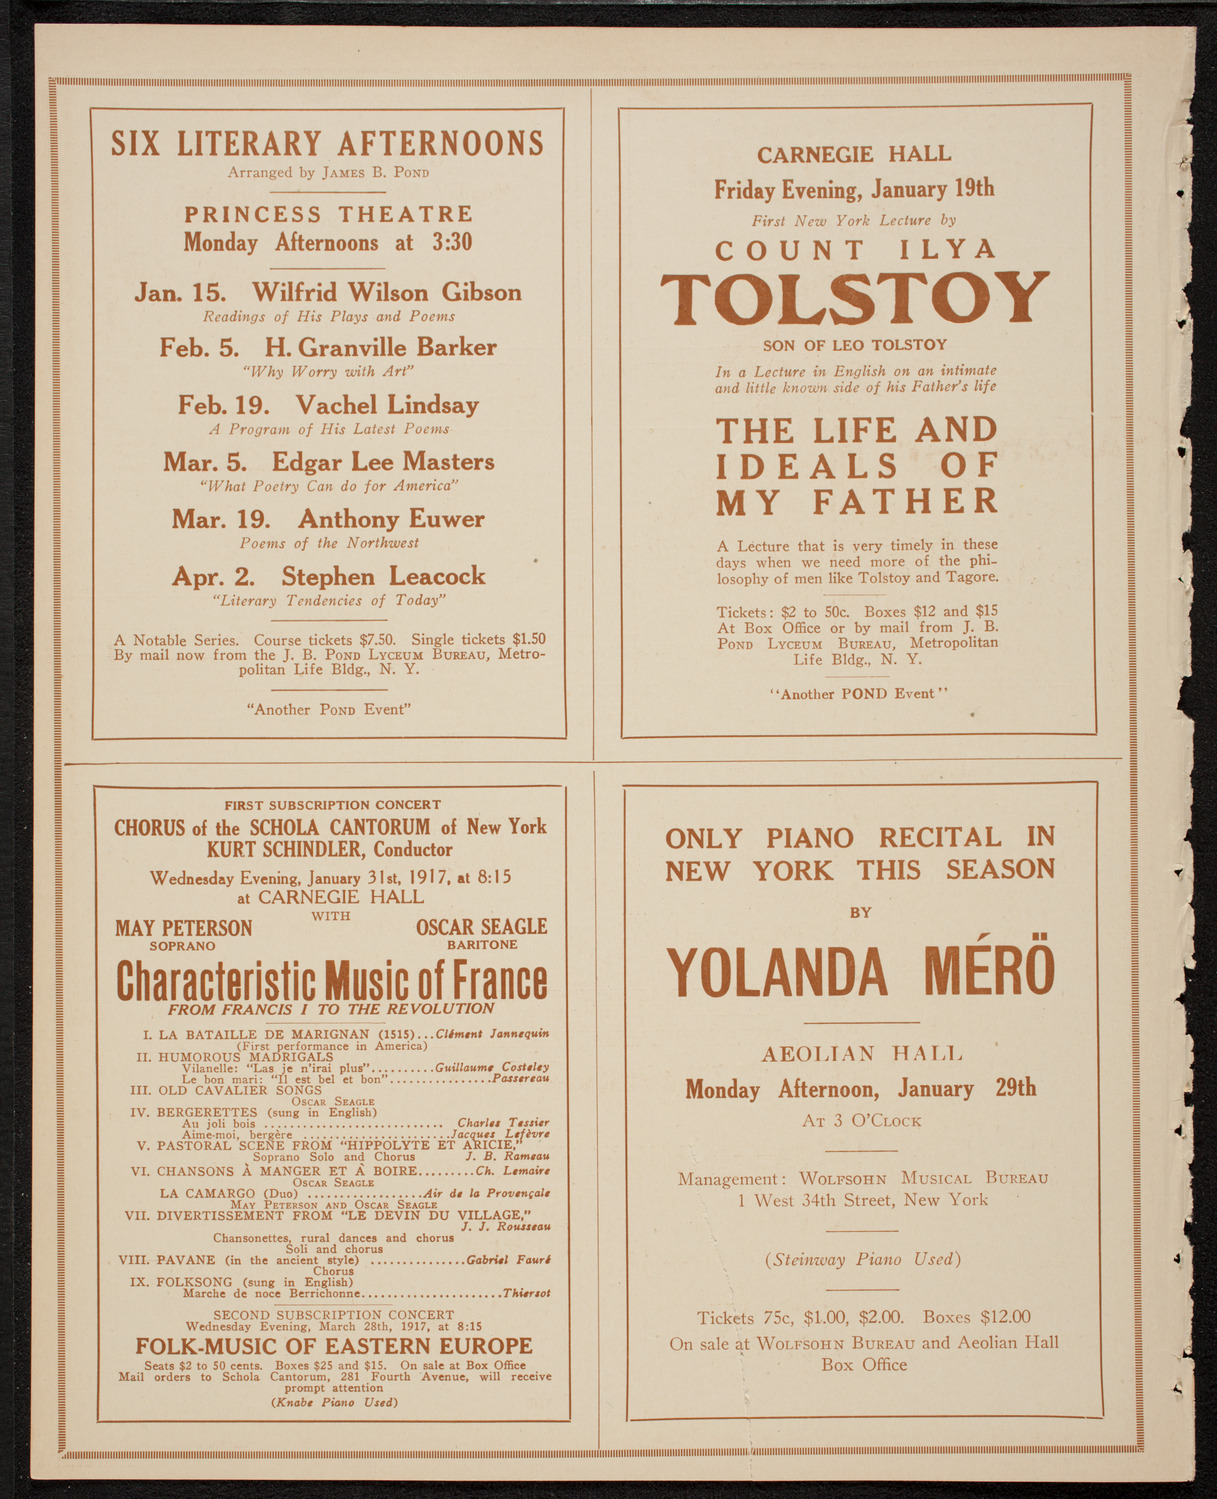 SIX LITERARY AFTERNOONS
Arranged by JAMES B. POND
PRINCESS THEATRE
Monday Afternoons at 3:30
Jan. 15. Wilfrid Wilson Gibson
Readings of His Plays and Poems
Feb. 5. H. Granville Barker
“Why Worry with Art”
Feb. 19. Vachel Lindsay
A Program of His Latest Poems
Mar. 5. Edgar Lee Masters
“What Poetry Can do for America”
Mar. 19. Anthony Euwer
Poems of the Northwest
Apr. 2. Stephen Leacock
“Literary Tendencies of Today”
A Notable Series. Course tickets $7.50. Single tickets $1.50
By mail now from the J. B. POND LYCEUM BUREAU, Metro-
politan Life Bldg., N. Y.
“Another POND Event”
CARNEGIE HALL
Friday Evening, January 19th
First New York Lecture by
COUNT ILYA
TOLSTOY
SON OF LEO TOLSTOY
In a Lecture in English on an intimate
and little known side of his Father's life
THE LIFE AND
IDEALS OF
MY FATHER
A Lecture that is very timely in these
days when we need more of the phi-
losophy of men like Tolstoy and Tagore.
Tickets: $2 to 50c. Boxes $12 and $15
At Box Office or by mail from J. B.
POND LYCEUM BUREAU, Metropolitan
Life Bldg., N. Y.
"Another POND Event"
FIRST SUBSCRIPTION CONCERT
CHORUS of the SCHOLA CANTORUM of New York
KURT SCHINDLER, Conductor
Wednesday Evening, January 31st, 1917, at 8:15
at CARNEGIE HALL
WITH
MAY PETERSON OSCAR SEAGLE
SOPRANO BARITONE
Characteristic Music of France
FROM FRANCIS I TO THE REVOLUTION
I. LA BATAILLE DE MARIGNAN (1515)...Clément Jannequin
(First performance in America)
II. HUMOROUS MADRIGALS
Vilanelle: “Las je n'irai plus”..........Guillaume Costeley
Le bon mari: “Il est bel et bon”................Passereau
III. OLD CAVALIER SONGS
OSCAR SEAGLE
IV. BERGERETTES (sung in English)
Au joli bois .......................... Charles Tessier
Aime-moi, bergère ......................Jacques Lefèvre
V. PASTORAL SCENE FROM “HIPPOLYTE ET ARICIE,”
Soprano Solo and Chorus J. B. Rameau
VI. CHANSONS À MANGER ET À BOIRE.........Ch. Lemaire
OSCAR SEAGLE
LA CAMARGO (Duo) ..................Air de la Provençale
MAY PETERSON AND OSCAR SEAGLE
VII. DIVERTISSEMENT FROM “LE DEVIN DU VILLAGE,”
J. J. Rousseau
Chansonettes, rural dances and chorus
Soli and chorus
VIII. PAVANE (in the ancient style) ...............Gabriel Fauré
Chorus
IX. FOLKSONG (sung in English)
Marche de noce Berrichonne......................Thiersot
SECOND SUBSCRIPTION CONCERT
Wednesday Evening, March 28th, 1917, at 8:15
FOLK-MUSIC OF EASTERN EUROPE
Seats $2 to 50 cents. Boxes $25 and $15. On sale at Box Office
Mail orders to Schola Cantorum, 281 Fourth Avenue, will receive
prompt attention
(Knabe Piano Used)
ONLY PIANO RECITAL IN
NEW YORK THIS SEASON
BY
YOLANDA MÉRÖ
AEOLIAN HALL
Monday Afternoon, January 29th
AT 3 O'CLOCK
Management: WOLFSOHN MUSICAL BUREAU
1 West 34th Street, New York
(Steinway Piano Used)
Tickets 75c, $1.00, $2.00. Boxes $12.00
On sale at WOLFSOHN BUREAU and Aeolian Hall
Box Office